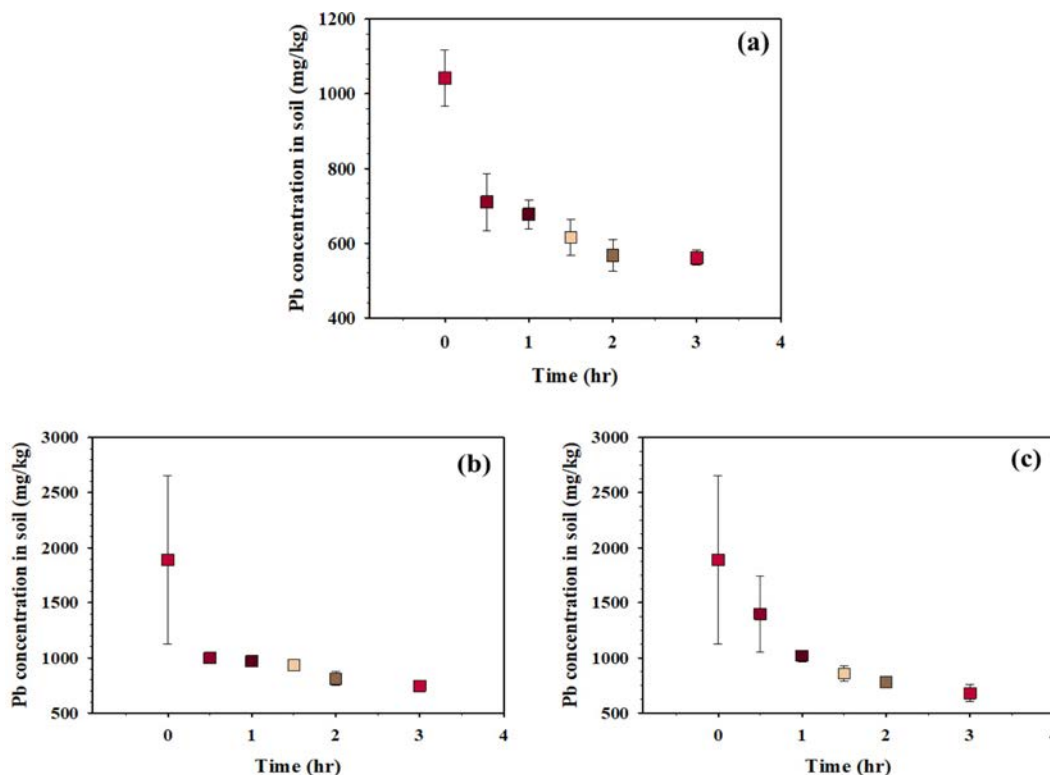 Pb concentration in soil (mg/kg)
1200
1000
800
600
400
(a)
0 1 2 3 4
Time (hr)
Pb concentration in soil (mg/kg)
3000
2500
2000
1500
1000
500
(b)
0 1 2 3 4
Time (hr)
Pb concentration in soil (mg/kg)
3000
2500
2000
1500
1000
500
(c)
0 1 2 3
Time (hr)